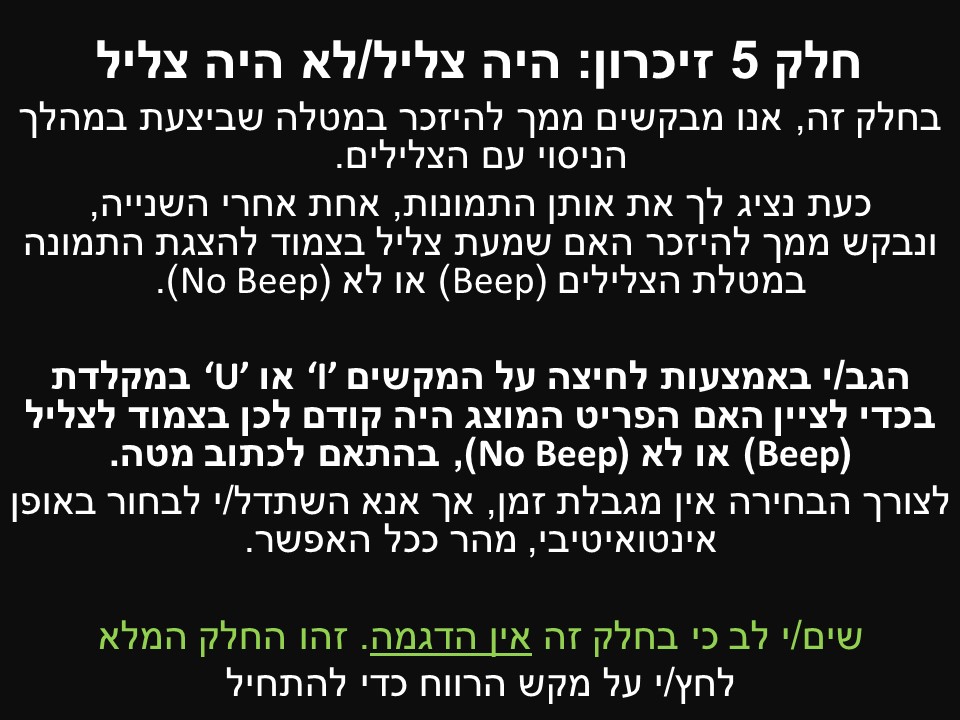 חלק 5 זיכרון: היה צליל/לא היה צליל
בחלק זה, אנו מבקשים ממך להיזכר במטלה שביצעת במהלך
הניסוי עם הצלילים.
כעת נציג לך את אותן התמונות, אחת אחרי השנייה,
ונבקש ממך להיזכר האם שמעת צליל בצמוד להצגת התמונה
במטלת הצלילים (Beep) או לא (No Beep).
הגב/י באמצעות לחיצה על המקשים ’I‘ או ’U‘ במקלדת
בכדי לציין האם הפריט המוצג היה קודם לכן בצמוד לצליל
(Beep) או לא (No Beep), בהתאם לכתוב מטה.
לצורך הבחירה אין מגבלת זמן, אך אנא השתדל/י לבחור באופן
אינטואיטיבי, מהר ככל האפשר.
שים/י לב כי בחלק זה אין הדגמה. זהו החלק המלא
לחץ/י על מקש הרווח כדי להתחיל